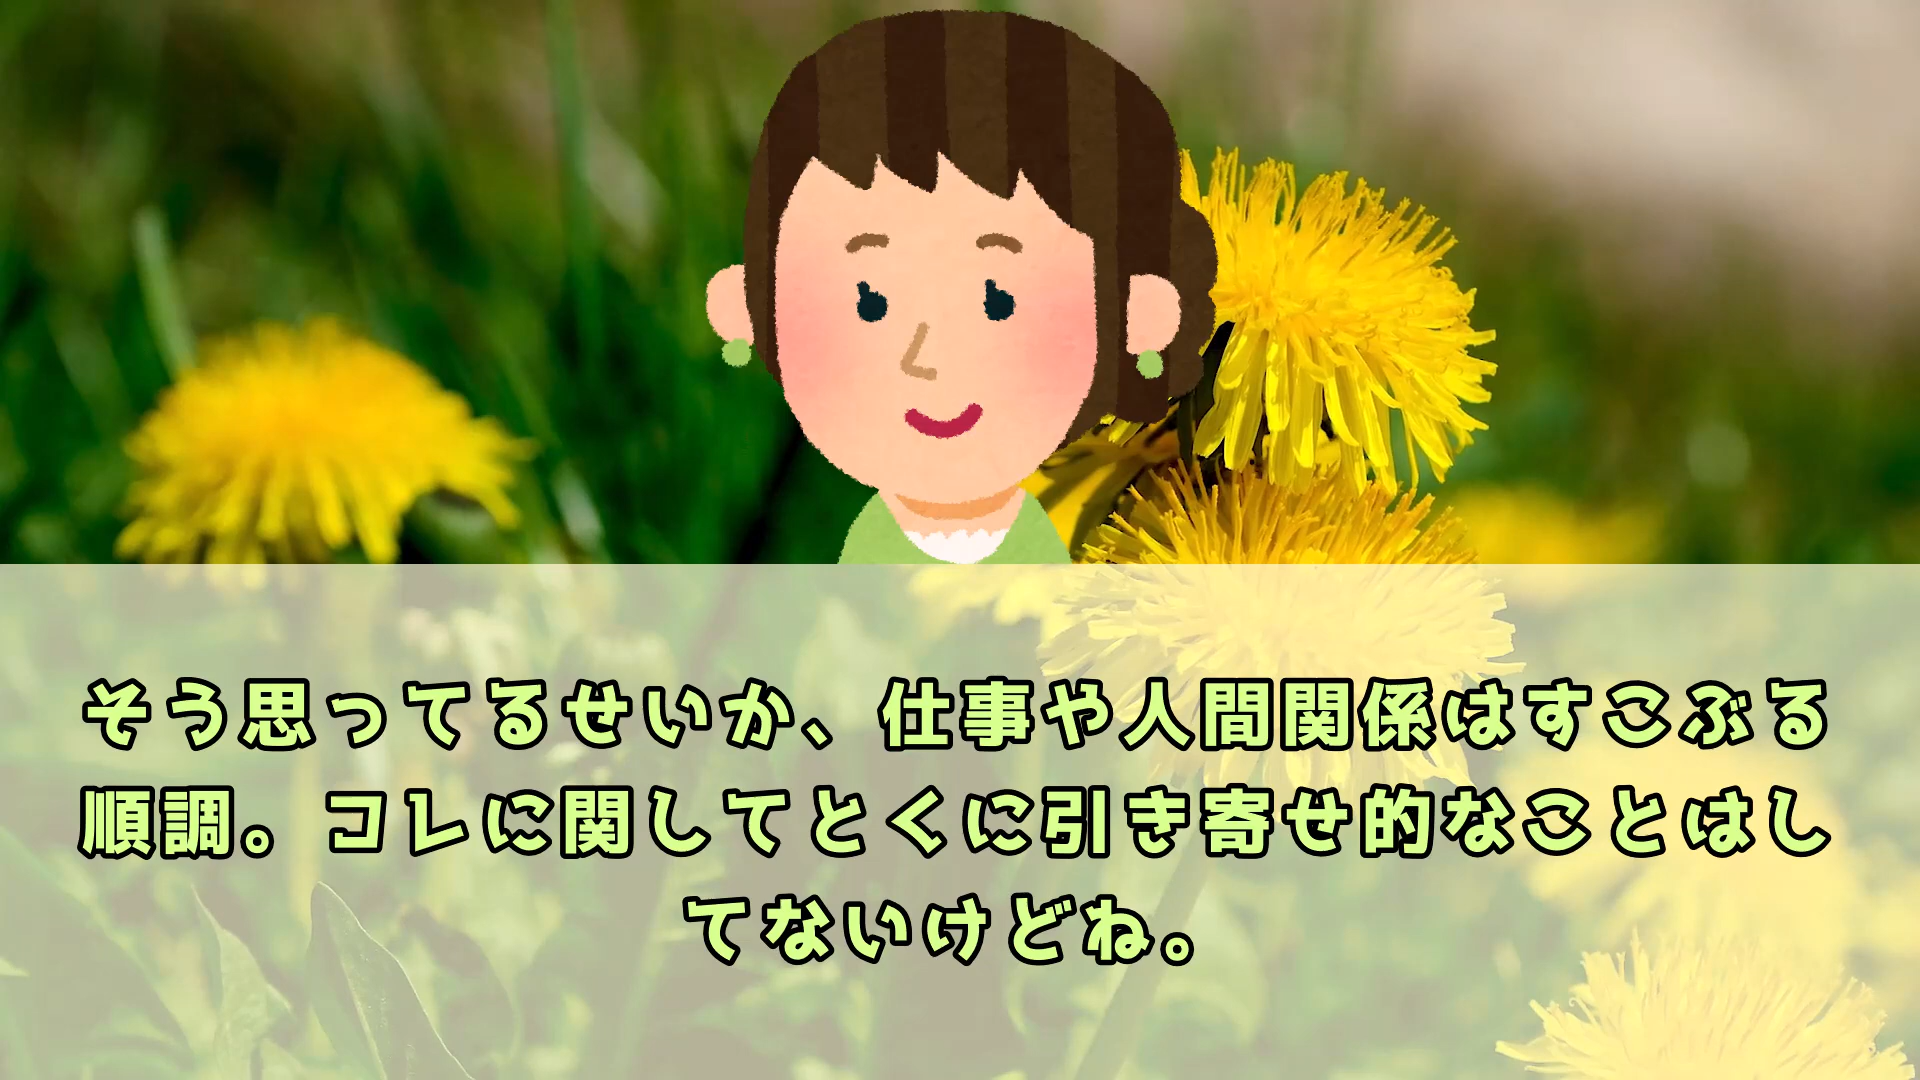 そう思ってるせいか、仕事や人間関係はすこぶる
順調。コレに関してとくに引き寄せ的なことはし
てないけどね。